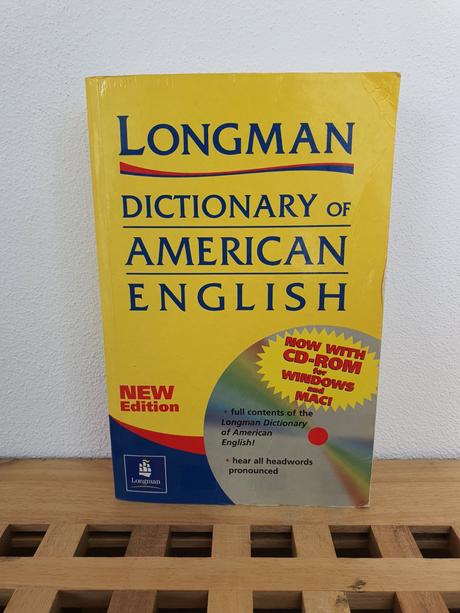 LONGMAN
DICTIONARY OF
AMERICAN
ENGLISH
NOW WITH
CD-ROM
for
WINDOWS
and
MAC!
NEW
Edition
• full contents of the
Longman Dictionary
of American
English!
• hear all headwords
pronounced
Longman